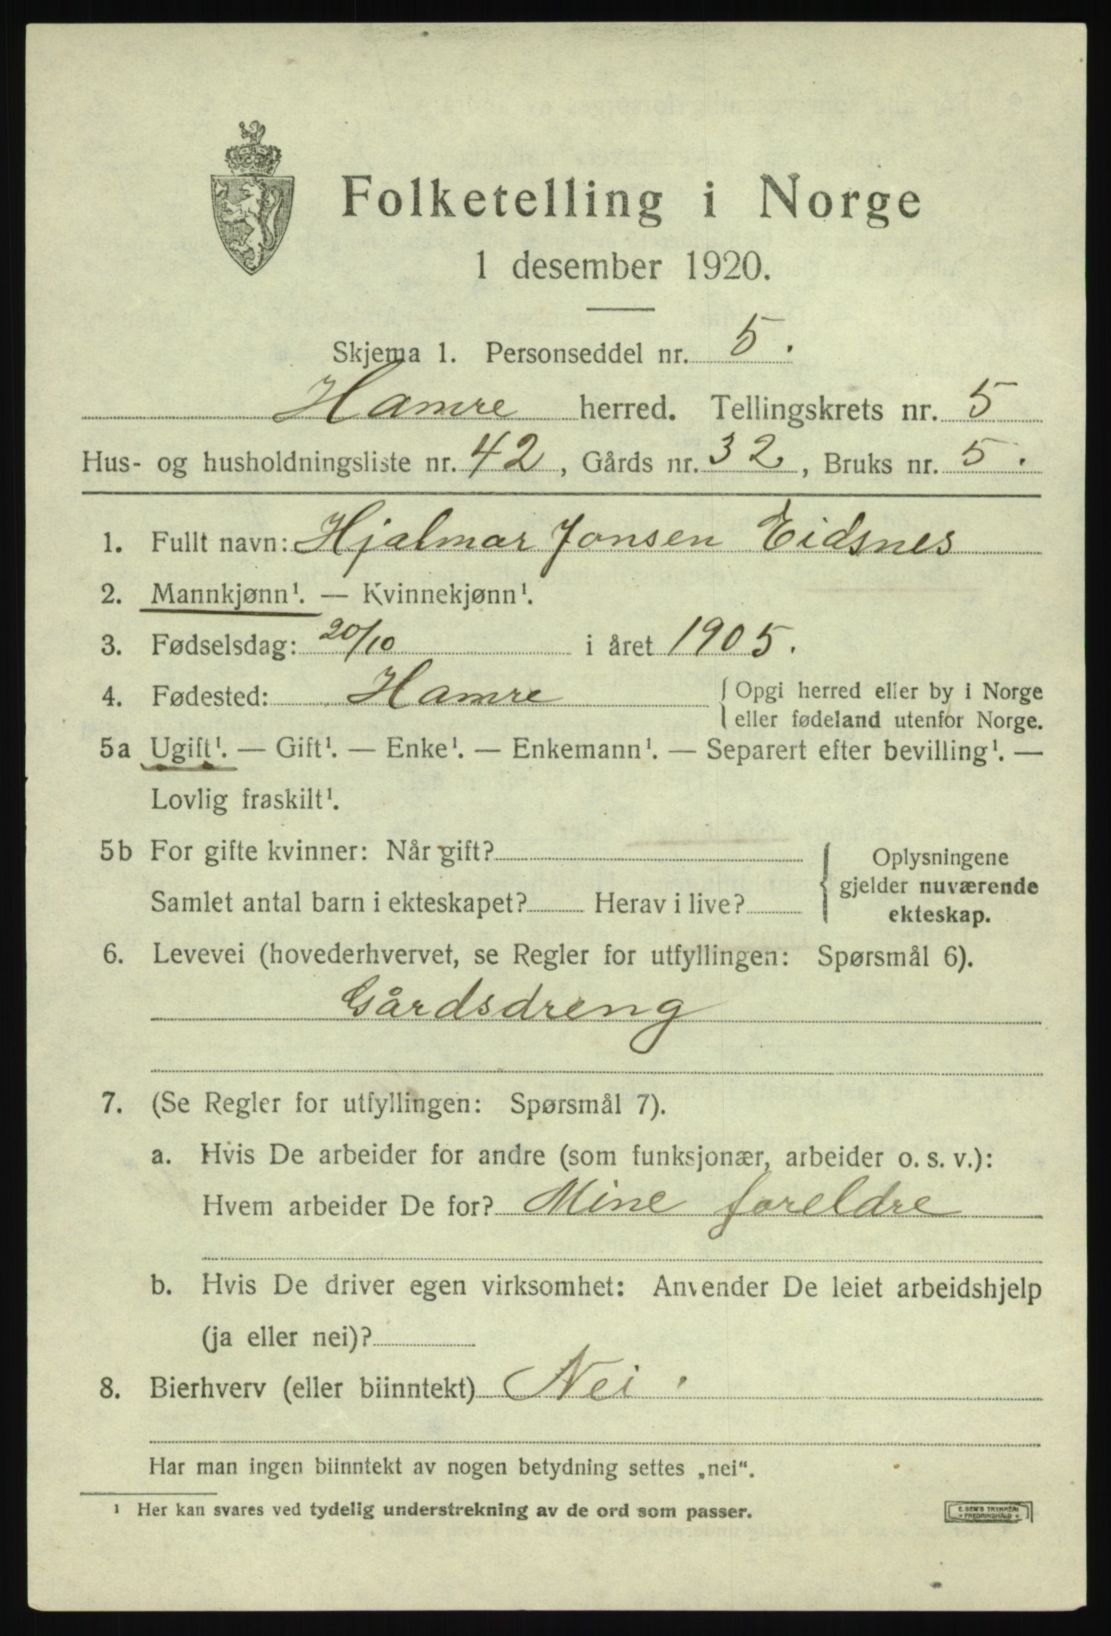 Folketelling i Norge
1 desember 1920.
Skjema 1. Personseddel nr. 5.
Hamre herred. Tellingskrets nr. 5
Hus- og husholdningsliste nr. 42, Gårds nr. 32, Bruks nr. 5.
1. Fullt navn: Hjalmar Jonsen Eidsnes
2. Mannkjønn¹. — Kvinnekjønn¹.
3. Fødselsdag: 20/10 i året 1905.
4. Fødested: Hamre { Opgi herred eller by i Norge
eller fødeland utenfor Norge.
5a Ugift¹. — Gift¹. — Enke¹. — Enkemann¹. — Separert efter bevilling¹. —
Lovlig fraskilt¹.
5b For gifte kvinner: Når gift?
Samlet antal barn i ekteskapet? Herav i live?
{ Oplysningene
gjelder nuværende
ekteskap.
6. Levevei (hovederhvervet, se Regler for utfyllingen: Spørsmål 6).
Gårdsdreng
7. (Se Regler for utfyllingen: Spørsmål 7).
a. Hvis De arbeider for andre (som funksjonær, arbeider o. s. v.):
Hvem arbeider De for? Mine foreldre
b. Hvis De driver egen virksomhet: Anvender De leiet arbeidshjelp
(ja eller nei)?
8. Bierhverv (eller biinntekt) Nei.
Har man ingen biinntekt av nogen betydning settes „nei“.
¹ Her kan svares ved tydelig understrekning av de ord som passer.
E. SEM'S TRYKKERI
FREDRIKSHALD